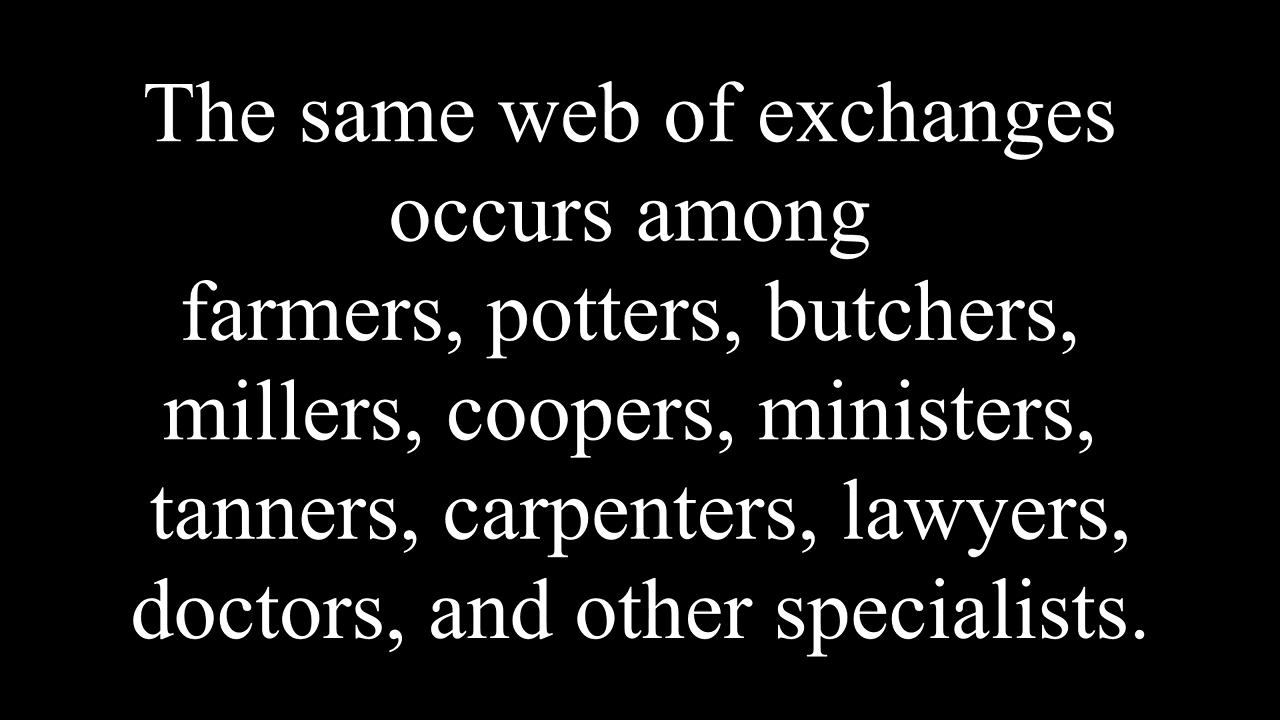 The same web of exchanges
occurs among
farmers, potters, butchers,
millers, coopers, ministers,
tanners, carpenters, lawyers,
doctors, and other specialists.